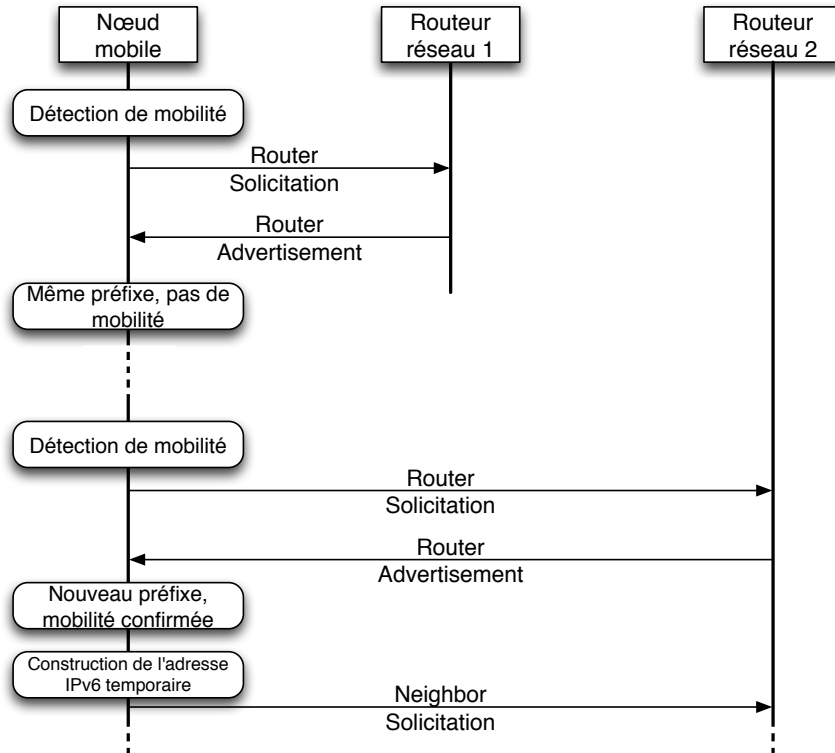 Nœud
mobile
Routeur
réseau 1
Routeur
réseau 2
Détection de mobilité
Router
Solicitation
Router
Advertisement
Même préfixe, pas de
mobilité
Détection de mobilité
Router
Solicitation
Router
Advertisement
Nouveau préfixe,
mobilité confirmée
Construction de l'adresse
IPv6 temporaire
Neighbor
Solicitation